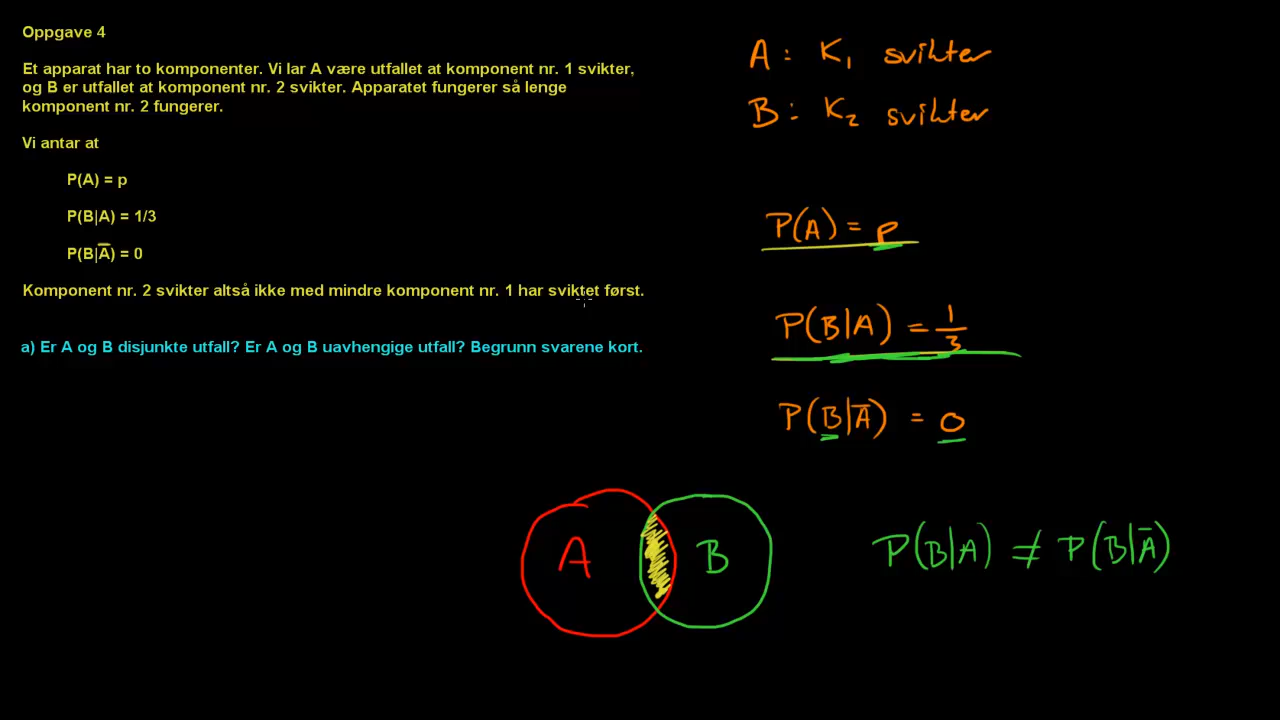 Oppgave 4
Et apparat har to komponenter. Vi lar A være utfallet at komponent nr. 1 svikter,
og B er utfallet at komponent nr. 2 svikter. Apparatet fungerer så lenge
komponent nr. 2 fungerer.
Vi antar at
P(A) = p
P(B|A) = 1/3
P(B|A̅) = 0
Komponent nr. 2 svikter altså ikke med mindre komponent nr. 1 har sviktet først.
a) Er A og B disjunkte utfall? Er A og B uavhengige utfall? Begrunn svarene kort.
A : K₁ svikter
B : K₂ svikter
P(A) = p
P(B|A) = 1/3
P(B|A̅) = 0
A B
P(B|A) ≠ P(B|A̅)